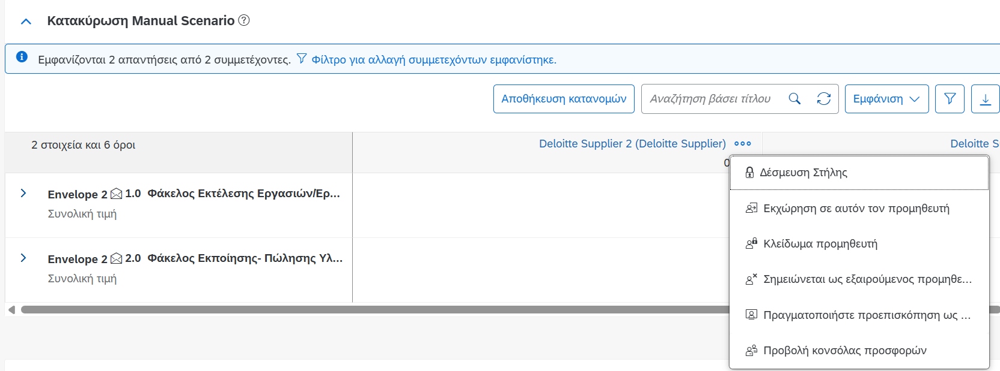 Κατακύρωση Manual Scenario
Εμφανίζονται 2 απαντήσεις από 2 συμμετέχοντες. Φίλτρο για αλλαγή συμμετεχόντων εμφανίστηκε.
Αποθήκευση κατανομών Αναζήτηση βάσει τίτλου Εμφάνιση
2 στοιχεία και 6 όροι Deloitte Supplier 2 (Deloitte Supplier) Deloitte S
0
Δέσμευση Στήλης
Envelope 2 1.0 Φάκελος Εκτέλεσης Εργασιών/Ερ...
Συνολική τιμή
Εκχώρηση σε αυτόν τον προμηθευτή
Κλείδωμα προμηθευτή
Envelope 2 2.0 Φάκελος Εκποίησης- Πώλησης Υλ...
Συνολική τιμή
Σημειώνεται ως εξαιρούμενος προμηθε...
Πραγματοποιήστε προεπισκόπηση ως ...
Προβολή κονσόλας προσφορών